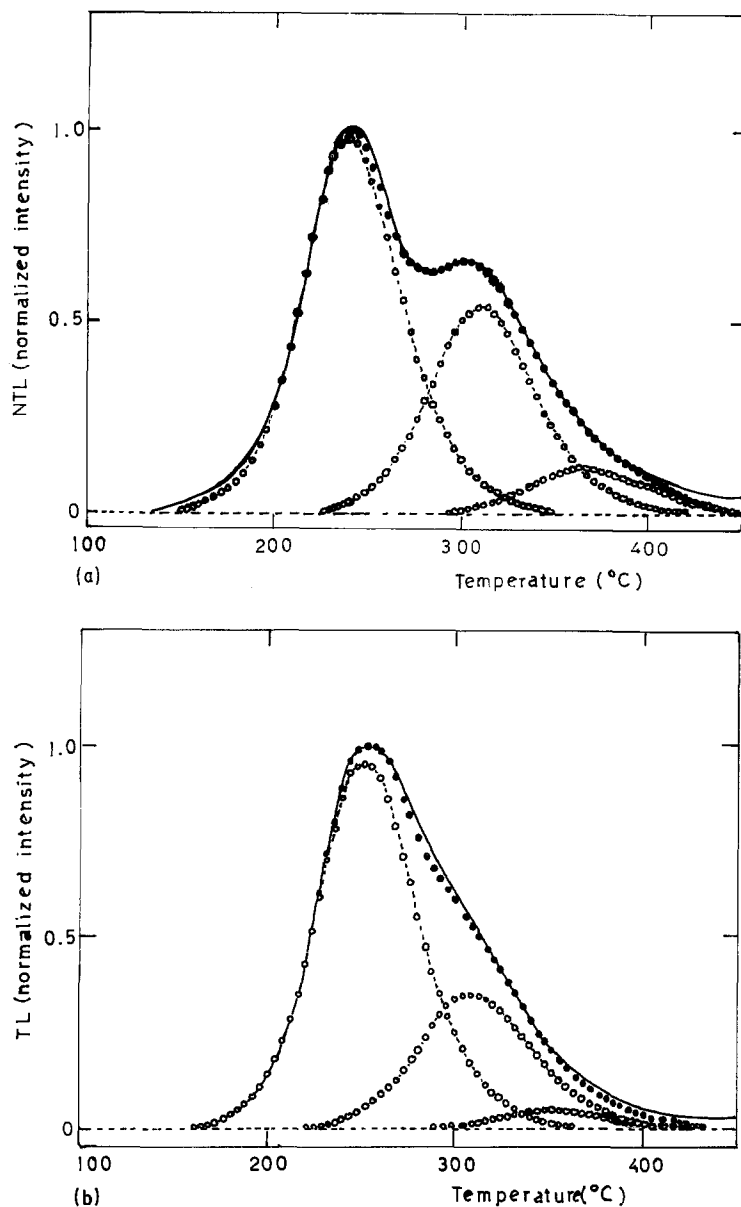 NTL (normalized intensity)
1.0
0.5
0
100 200 300 400
(a)
Temperature (°C)
TL (normalized intensity)
1.0
0.5
0
100 200 300 400
(b)
Temperature(°C)